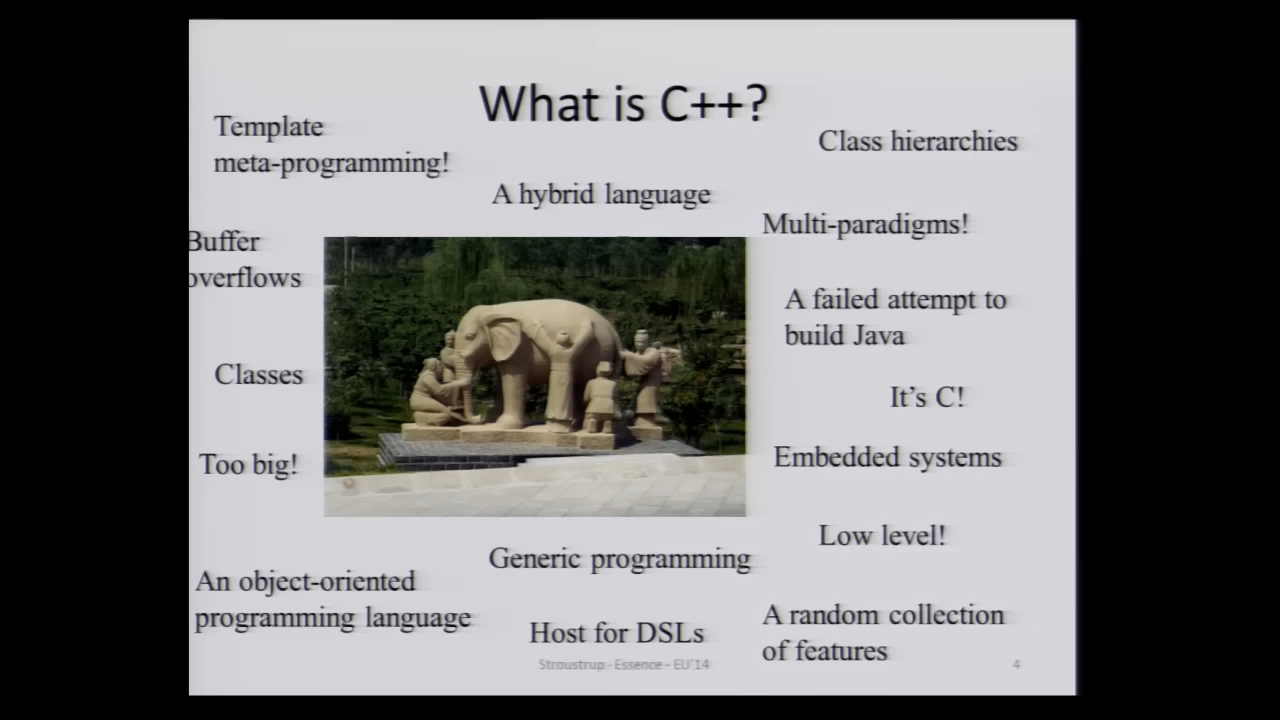 What is C++?
Template
meta-programming!
Class hierarchies
A hybrid language
Multi-paradigms!
Buffer
overflows
A failed attempt to
build Java
Classes
It's C!
Too big!
Embedded systems
Low level!
Generic programming
An object-oriented
programming language
A random collection
of features
Host for DSLs
Stroustrup - Essence - EU'14
4